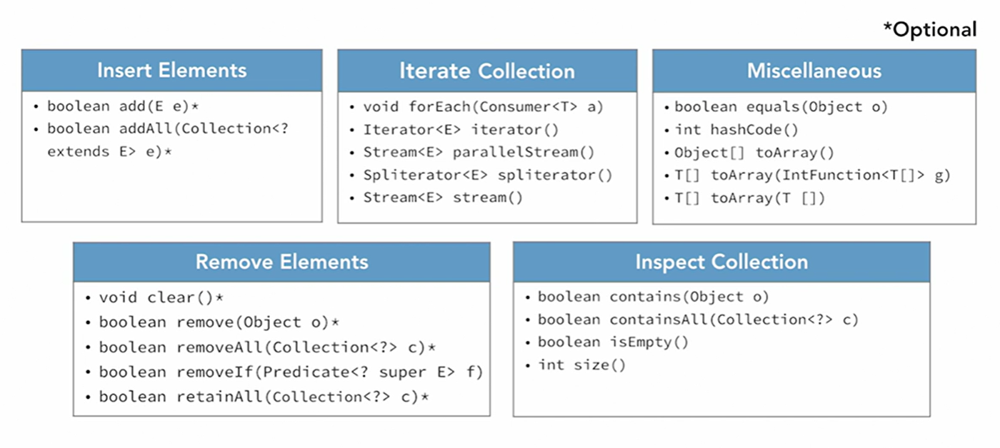 *Optional
Insert Elements
• boolean add(E e)*
• boolean addAll(Collection<?
extends E> e)*
Iterate Collection
• void forEach(Consumer<T> a)
• Iterator<E> iterator()
• Stream<E> parallelStream()
• Spliterator<E> spliterator()
• Stream<E> stream()
Miscellaneous
• boolean equals(Object o)
• int hashCode()
• Object[] toArray()
• T[] toArray(IntFunction<T[]> g)
• T[] toArray(T [])
Remove Elements
• void clear()*
• boolean remove(Object o)*
• boolean removeAll(Collection<?> c)*
• boolean removeIf(Predicate<? super E> f)
• boolean retainAll(Collection<?> c)*
Inspect Collection
• boolean contains(Object o)
• boolean containsAll(Collection<?> c)
• boolean isEmpty()
• int size()